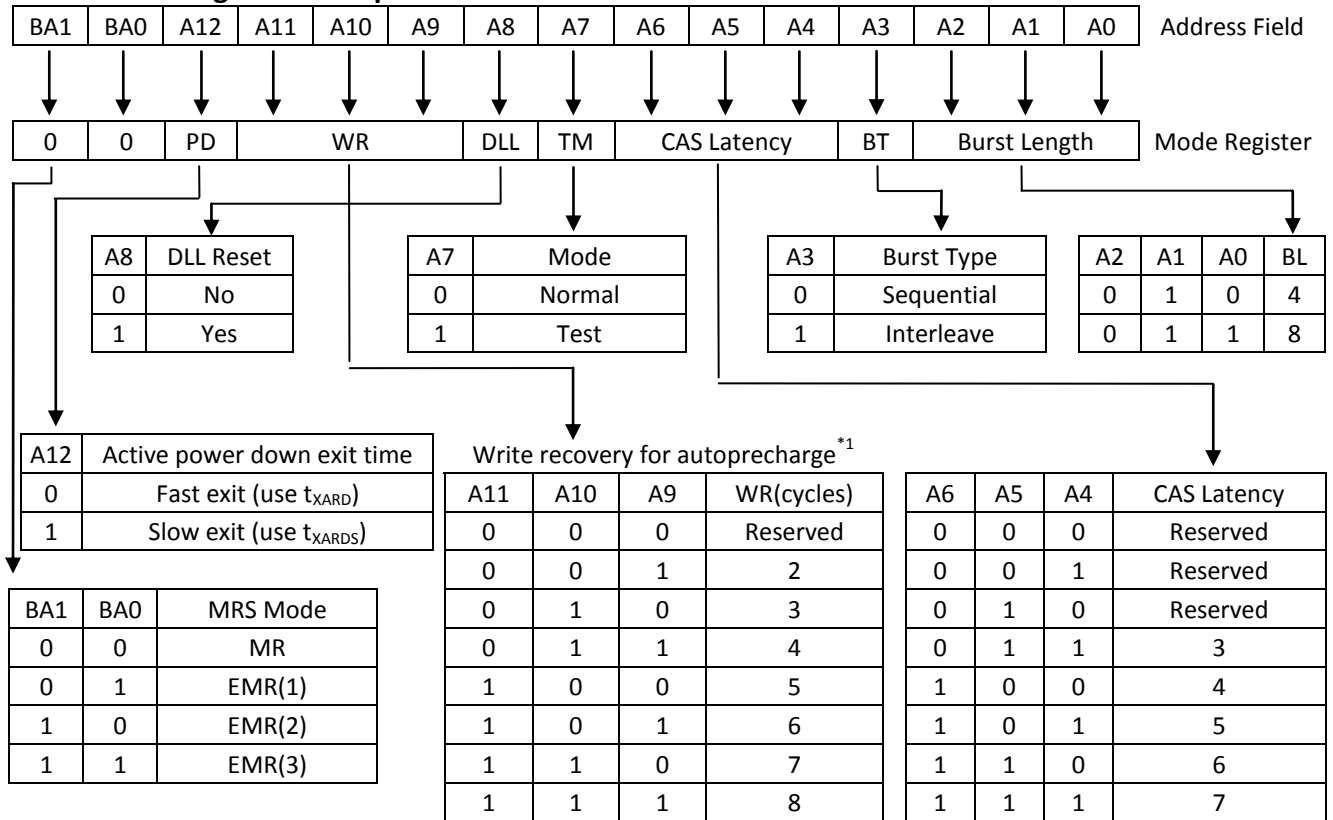 BA1 BA0 A12 A11 A10 A9 A8 A7 A6 A5 A4 A3 A2 A1 A0 Address Field
0 0 PD WR DLL TM CAS Latency BT Burst Length Mode Register
A8 DLL Reset
0 No
1 Yes
A7 Mode
0 Normal
1 Test
A3 Burst Type
0 Sequential
1 Interleave
A2 A1 A0 BL
0 1 0 4
0 1 1 8
A12 Active power down exit time
0 Fast exit (use tXARD)
1 Slow exit (use tXARDS)
BA1 BA0 MRS Mode
0 0 MR
0 1 EMR(1)
1 0 EMR(2)
1 1 EMR(3)
Write recovery for autoprecharge*1
A11 A10 A9 WR(cycles)
0 0 0 Reserved
0 0 1 2
0 1 0 3
0 1 1 4
1 0 0 5
1 0 1 6
1 1 0 7
1 1 1 8
A6 A5 A4 CAS Latency
0 0 0 Reserved
0 0 1 Reserved
0 1 0 Reserved
0 1 1 3
1 0 0 4
1 0 1 5
1 1 0 6
1 1 1 7